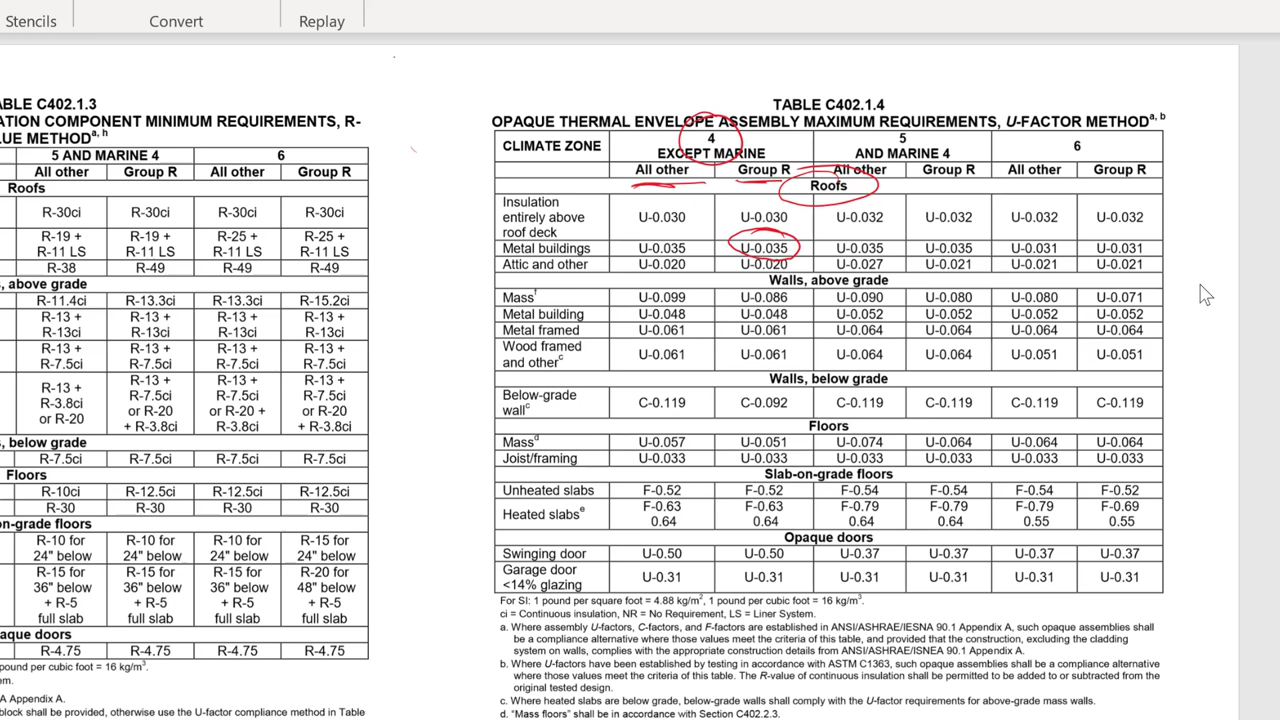 Stencils Convert Replay
ABLE C402.1.3
ATION COMPONENT MINIMUM REQUIREMENTS, R-
LUE METHODa, h
5 AND MARINE 4 6
All other Group R All other Group R
Roofs
R-30ci R-30ci R-30ci R-30ci
R-19 + R-19 + R-25 + R-25 +
R-11 LS R-11 LS R-11 LS R-11 LS
R-38 R-49 R-49 R-49
, above grade
R-11.4ci R-13.3ci R-13.3ci R-15.2ci
R-13 + R-13 + R-13 + R-13 +
R-13ci R-13ci R-13ci R-13ci
R-13 + R-13 + R-13 + R-13 +
R-7.5ci R-7.5ci R-7.5ci R-7.5ci
R-13 + R-13 + R-13 + R-13 +
R-3.8ci R-7.5ci R-7.5ci R-7.5ci
or R-20 or R-20 or R-20 + or R-20
+ R-3.8ci R-3.8ci + R-3.8ci
, below grade
R-7.5ci R-7.5ci R-7.5ci R-7.5ci
Floors
R-10ci R-12.5ci R-12.5ci R-12.5ci
R-30 R-30 R-30 R-30
on-grade floors
R-10 for R-10 for R-10 for R-15 for
24" below 24" below 24" below 24" below
R-15 for R-15 for R-15 for R-20 for
36" below 36" below 36" below 48" below
+ R-5 + R-5 + R-5 + R-5
full slab full slab full slab full slab
aque doors
R-4.75 R-4.75 R-4.75 R-4.75
pound per cubic foot = 16 kg/m3.
em.
A Appendix A.
block shall be provided, otherwise use the U-factor compliance method in Table
TABLE C402.1.4
OPAQUE THERMAL ENVELOPE ASSEMBLY MAXIMUM REQUIREMENTS, U-FACTOR METHODa, b
CLIMATE ZONE 4 EXCEPT MARINE 5 AND MARINE 4 6
All other Group R All other Group R All other Group R
Roofs
Insulation entirely above roof deck U-0.030 U-0.030 U-0.032 U-0.032 U-0.032 U-0.032
Metal buildings U-0.035 U-0.035 U-0.035 U-0.035 U-0.031 U-0.031
Attic and other U-0.020 U-0.020 U-0.027 U-0.021 U-0.021 U-0.021
Walls, above grade
Massf U-0.099 U-0.086 U-0.090 U-0.080 U-0.080 U-0.071
Metal building U-0.048 U-0.048 U-0.052 U-0.052 U-0.052 U-0.052
Metal framed U-0.061 U-0.061 U-0.064 U-0.064 U-0.064 U-0.064
Wood framed and otherc U-0.061 U-0.061 U-0.064 U-0.064 U-0.051 U-0.051
Walls, below grade
Below-grade wallc C-0.119 C-0.092 C-0.119 C-0.119 C-0.119 C-0.119
Floors
Massd U-0.057 U-0.051 U-0.074 U-0.064 U-0.064 U-0.064
Joist/framing U-0.033 U-0.033 U-0.033 U-0.033 U-0.033 U-0.033
Slab-on-grade floors
Unheated slabs F-0.52 F-0.52 F-0.54 F-0.54 F-0.54 F-0.52
Heated slabse F-0.63 F-0.63 F-0.79 F-0.79 F-0.79 F-0.69
0.64 0.64 0.64 0.64 0.55 0.55
Opaque doors
Swinging door U-0.50 U-0.50 U-0.37 U-0.37 U-0.37 U-0.37
Garage door <14% glazing U-0.31 U-0.31 U-0.31 U-0.31 U-0.31 U-0.31
For SI: 1 pound per square foot = 4.88 kg/m2, 1 pound per cubic foot = 16 kg/m3.
ci = Continuous insulation, NR = No Requirement, LS = Liner System.
a. Where assembly U-factors, C-factors, and F-factors are established in ANSI/ASHRAE/IESNA 90.1 Appendix A, such opaque assemblies shall
be a compliance alternative where those values meet the criteria of this table, and provided that the construction, excluding the cladding
system on walls, complies with the appropriate construction details from ANSI/ASHRAE/ISNEA 90.1 Appendix A.
b. Where U-factors have been established by testing in accordance with ASTM C1363, such opaque assemblies shall be a compliance alternative
where those values meet the criteria of this table. The R-value of continuous insulation shall be permitted to be added to or subtracted from the
original tested design.
c. Where heated slabs are below grade, below-grade walls shall comply with the U-factor requirements for above-grade mass walls.
d. "Mass floors" shall be in accordance with Section C402.2.3.